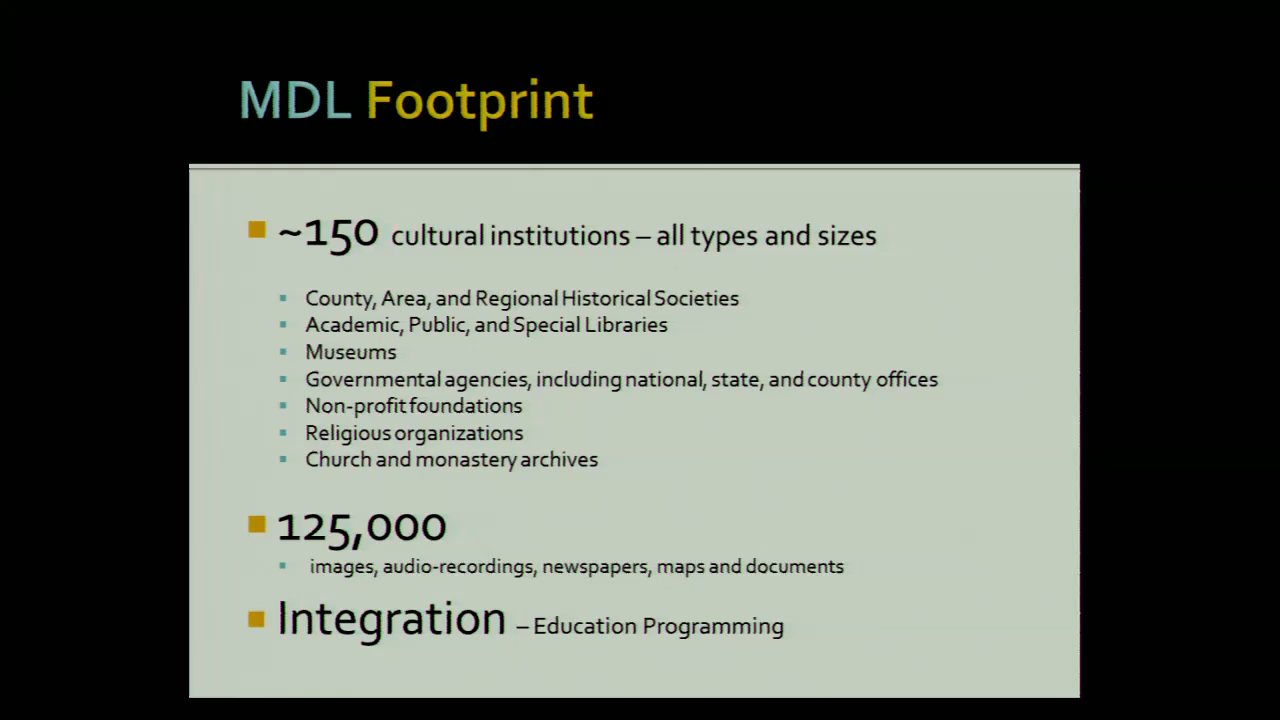 MDL Footprint
~150 cultural institutions – all types and sizes
County, Area, and Regional Historical Societies
Academic, Public, and Special Libraries
Museums
Governmental agencies, including national, state, and county offices
Non-profit foundations
Religious organizations
Church and monastery archives
125,000
images, audio-recordings, newspapers, maps and documents
Integration – Education Programming